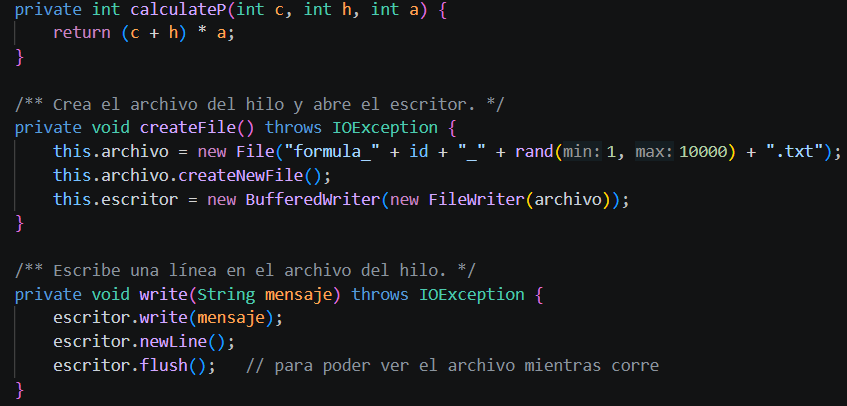 private int calculateP(int c, int h, int a) {
    return (c + h) * a;
}

/** Crea el archivo del hilo y abre el escritor. */
private void createFile() throws IOException {
    this.archivo = new File("formula_" + id + "_" + rand(min: 1, max: 10000) + ".txt");
    this.archivo.createNewFile();
    this.escritor = new BufferedWriter(new FileWriter(archivo));
}

/** Escribe una línea en el archivo del hilo. */
private void write(String mensaje) throws IOException {
    escritor.write(mensaje);
    escritor.newLine();
    escritor.flush();   // para poder ver el archivo mientras corre
}